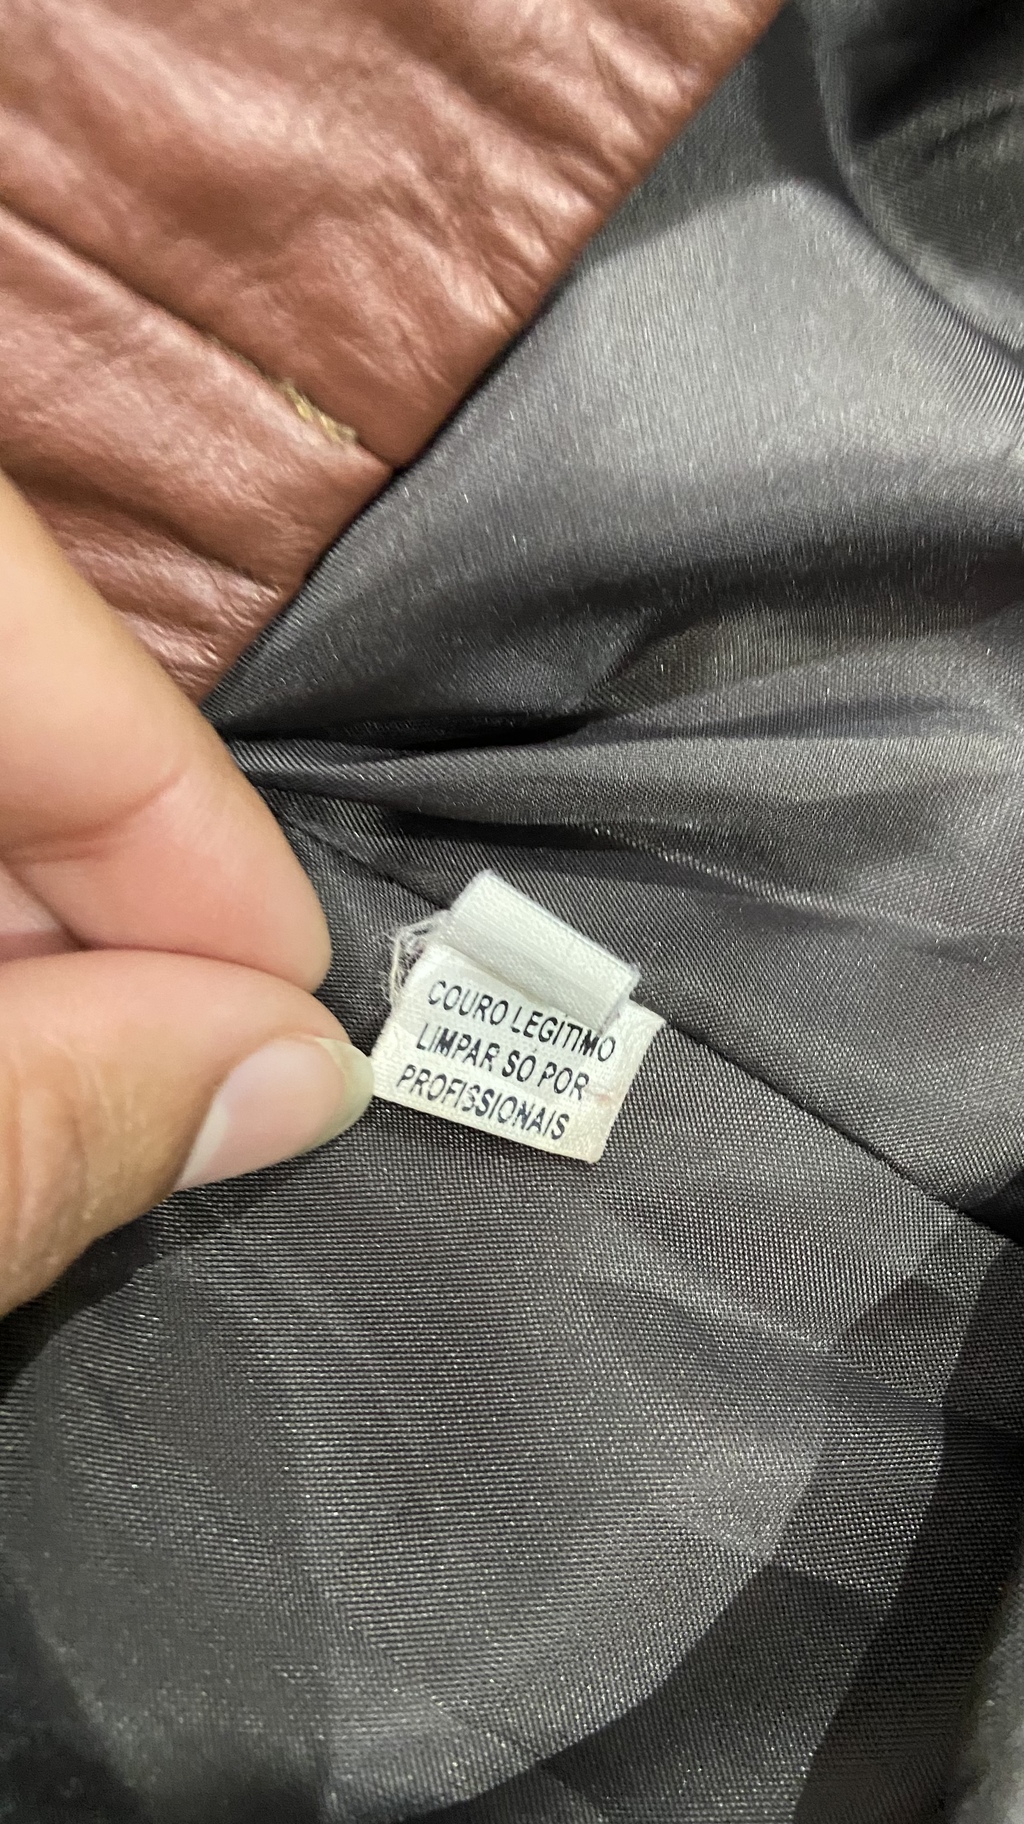 COURO LEGITIMO
LIMPAR SÓ POR
PROFISSIONAIS